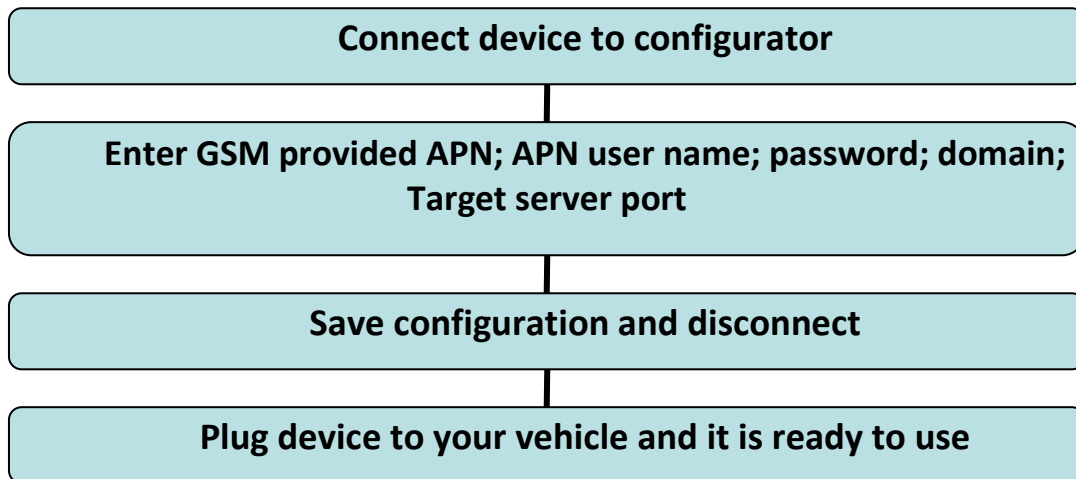 Connect device to configurator
Enter GSM provided APN; APN user name; password; domain;
Target server port
Save configuration and disconnect
Plug device to your vehicle and it is ready to use